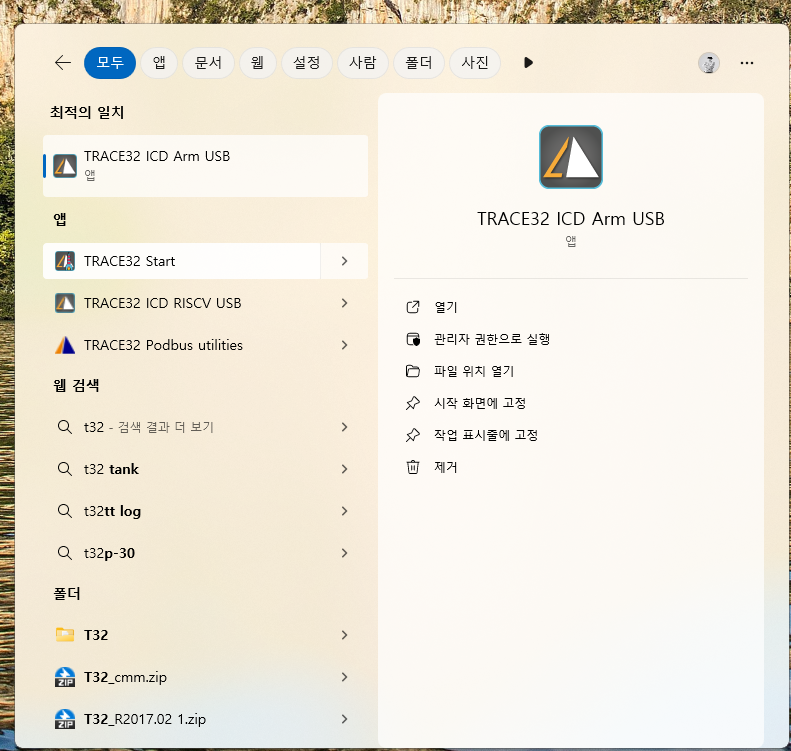 모두 앱 문서 웹 설정 사람 폴더 사진
최적의 일치
TRACE32 ICD Arm USB
앱
앱
TRACE32 Start
TRACE32 ICD RISCV USB
TRACE32 Podbus utilities
웹 검색
t32 - 검색 결과 더 보기
t32 tank
t32tt log
t32p-30
폴더
T32
T32_cmm.zip
T32_R2017.02 1.zip
TRACE32 ICD Arm USB
앱
열기
관리자 권한으로 실행
파일 위치 열기
시작 화면에 고정
작업 표시줄에 고정
제거